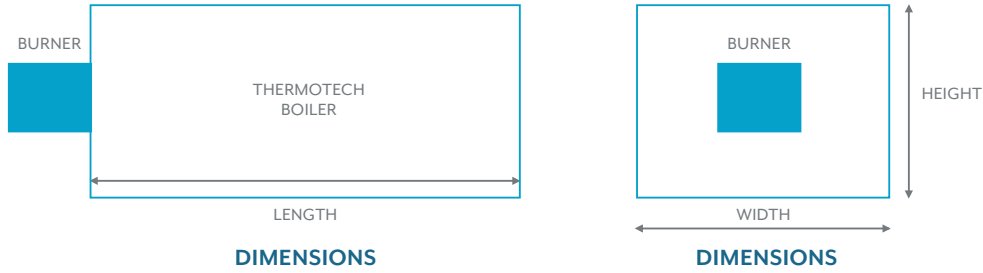 BURNER
THERMOTECH
BOILER
LENGTH
DIMENSIONS
BURNER
HEIGHT
WIDTH
DIMENSIONS